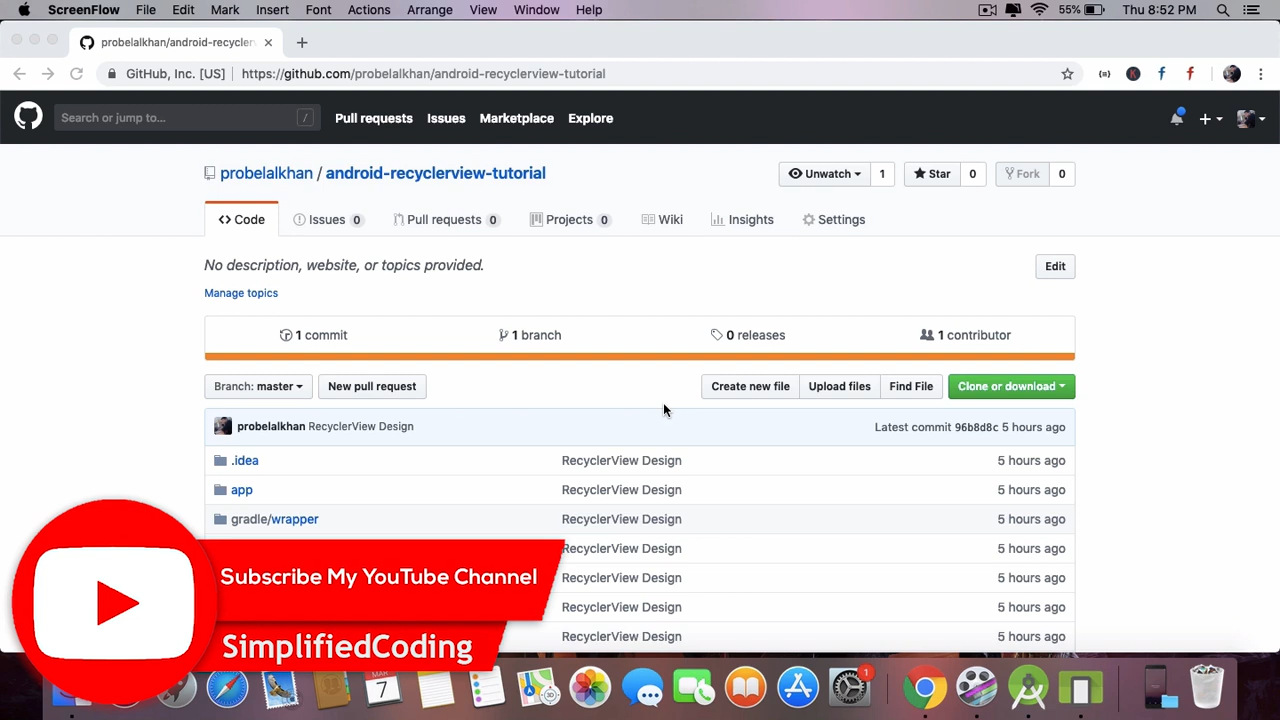 ScreenFlow File Edit Mark Insert Font Actions Arrange View Window Help 55% Thu 8:52 PM
probelalkhan/android-recycler
GitHub, Inc. [US] https://github.com/probelalkhan/android-recyclerview-tutorial
Search or jump to... / Pull requests Issues Marketplace Explore
probelalkhan / android-recyclerview-tutorial Unwatch 1 Star 0 Fork 0
Code Issues 0 Pull requests 0 Projects 0 Wiki Insights Settings
No description, website, or topics provided. Edit
Manage topics
1 commit 1 branch 0 releases 1 contributor
Branch: master New pull request Create new file Upload files Find File Clone or download
probelalkhan RecyclerView Design Latest commit 96b8d8c 5 hours ago
.idea RecyclerView Design 5 hours ago
app RecyclerView Design 5 hours ago
gradle/wrapper RecyclerView Design 5 hours ago
RecyclerView Design 5 hours ago
RecyclerView Design 5 hours ago
RecyclerView Design 5 hours ago
RecyclerView Design 5 hours ago
Subscribe My YouTube Channel
SimplifiedCoding
MAR
7
30
1